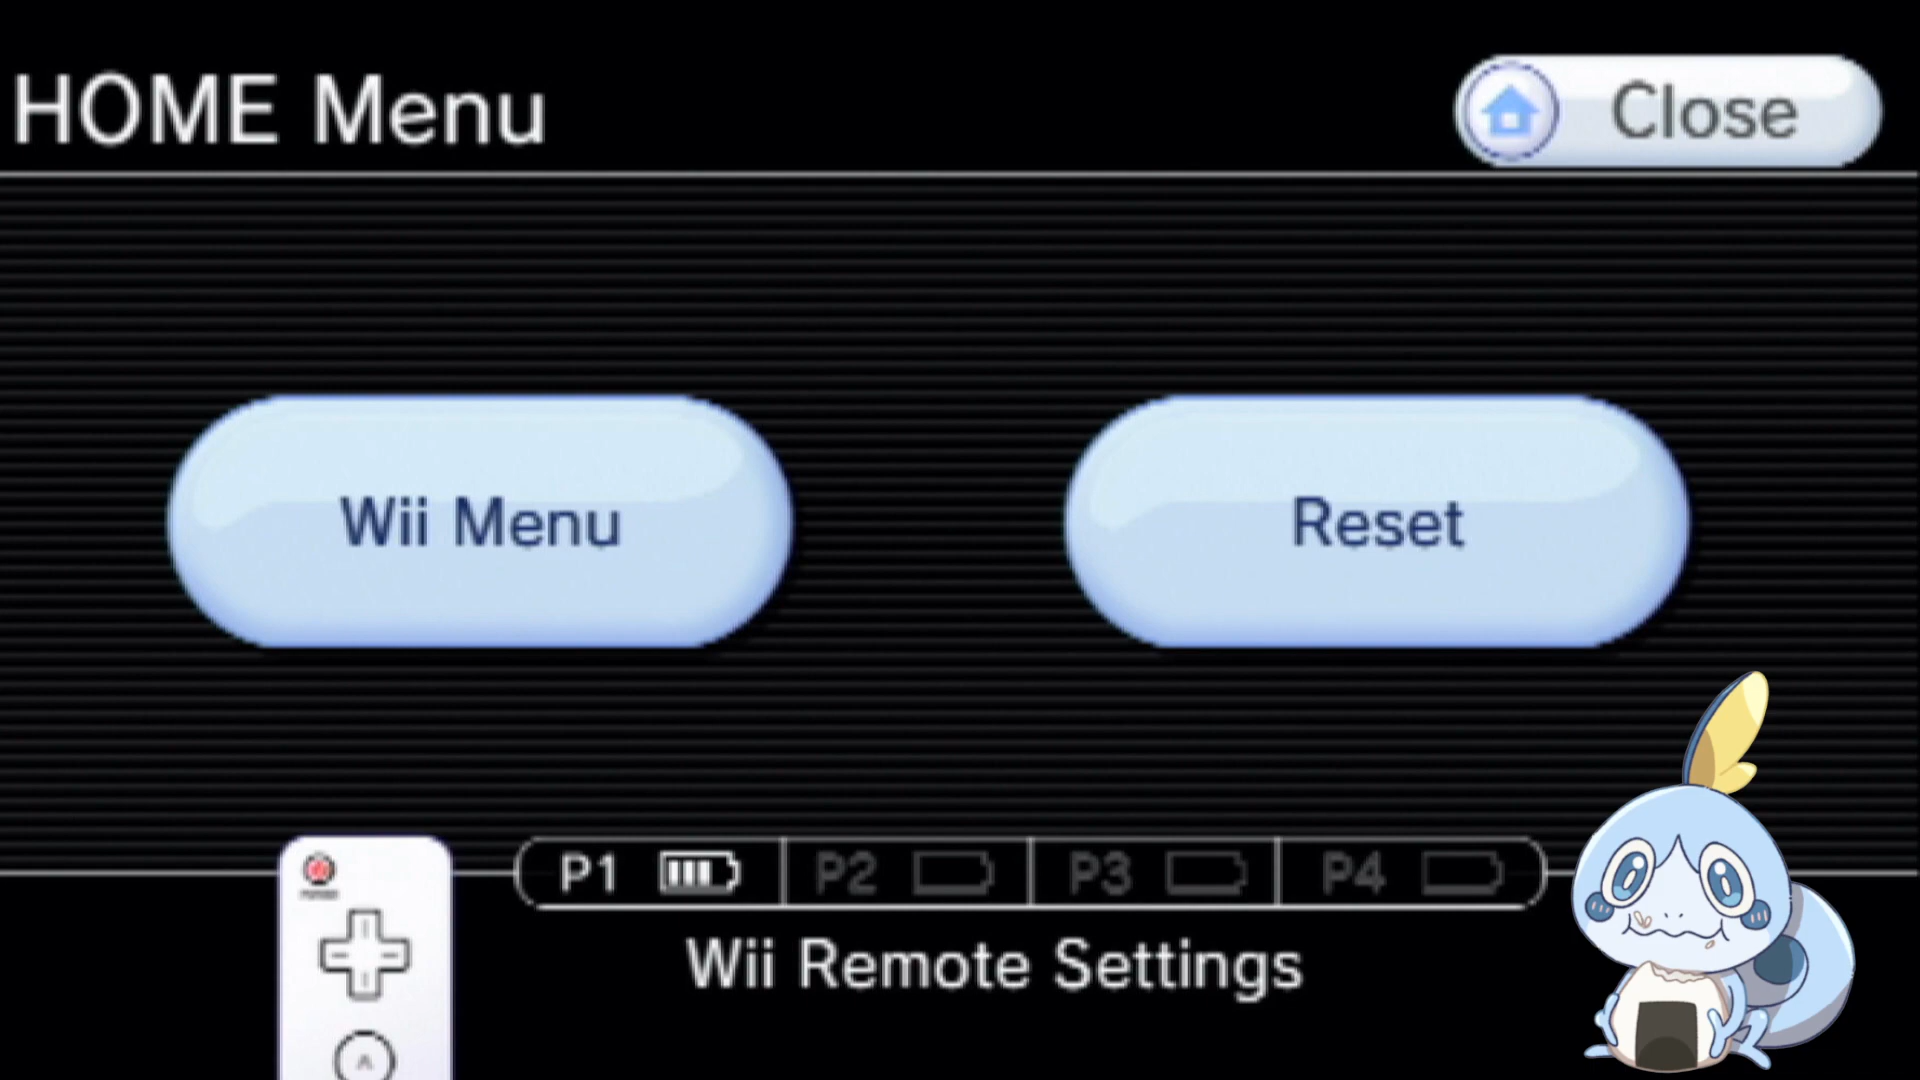 HOME Menu
Close
Wii Menu
Reset
P1
P2
P3
P4
Wii Remote Settings
A